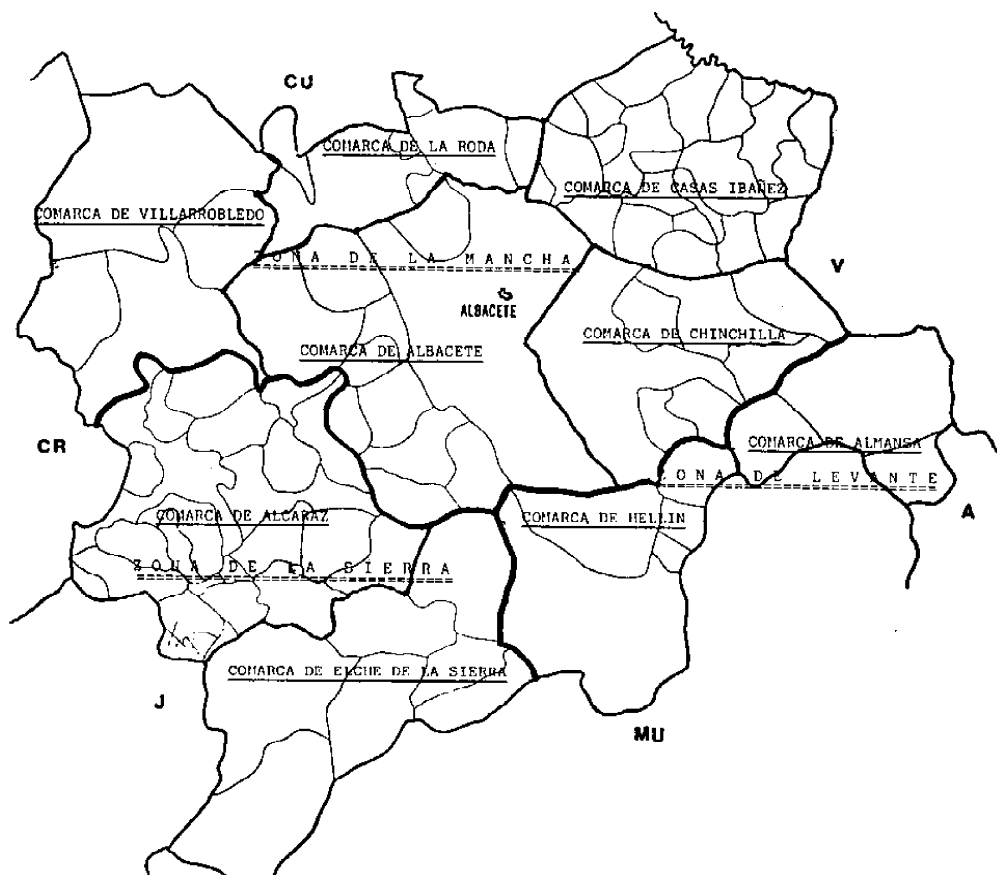 CU
COMARCA DE LA RODA
COMARCA DE CASAS IBAÑEZ
COMARCA DE VILLARROBLEDO
ZONA DE LA MANCHA
V
ALBACETE
COMARCA DE CHINCHILLA
COMARCA DE ALBACETE
CR
COMARCA DE ALMANSA
ZONA DE LEVANTE
A
COMARCA DE ALCARAZ
COMARCA DE HELLIN
ZONA DE LA SIERRA
COMARCA DE ELCHE DE LA SIERRA
J
MU